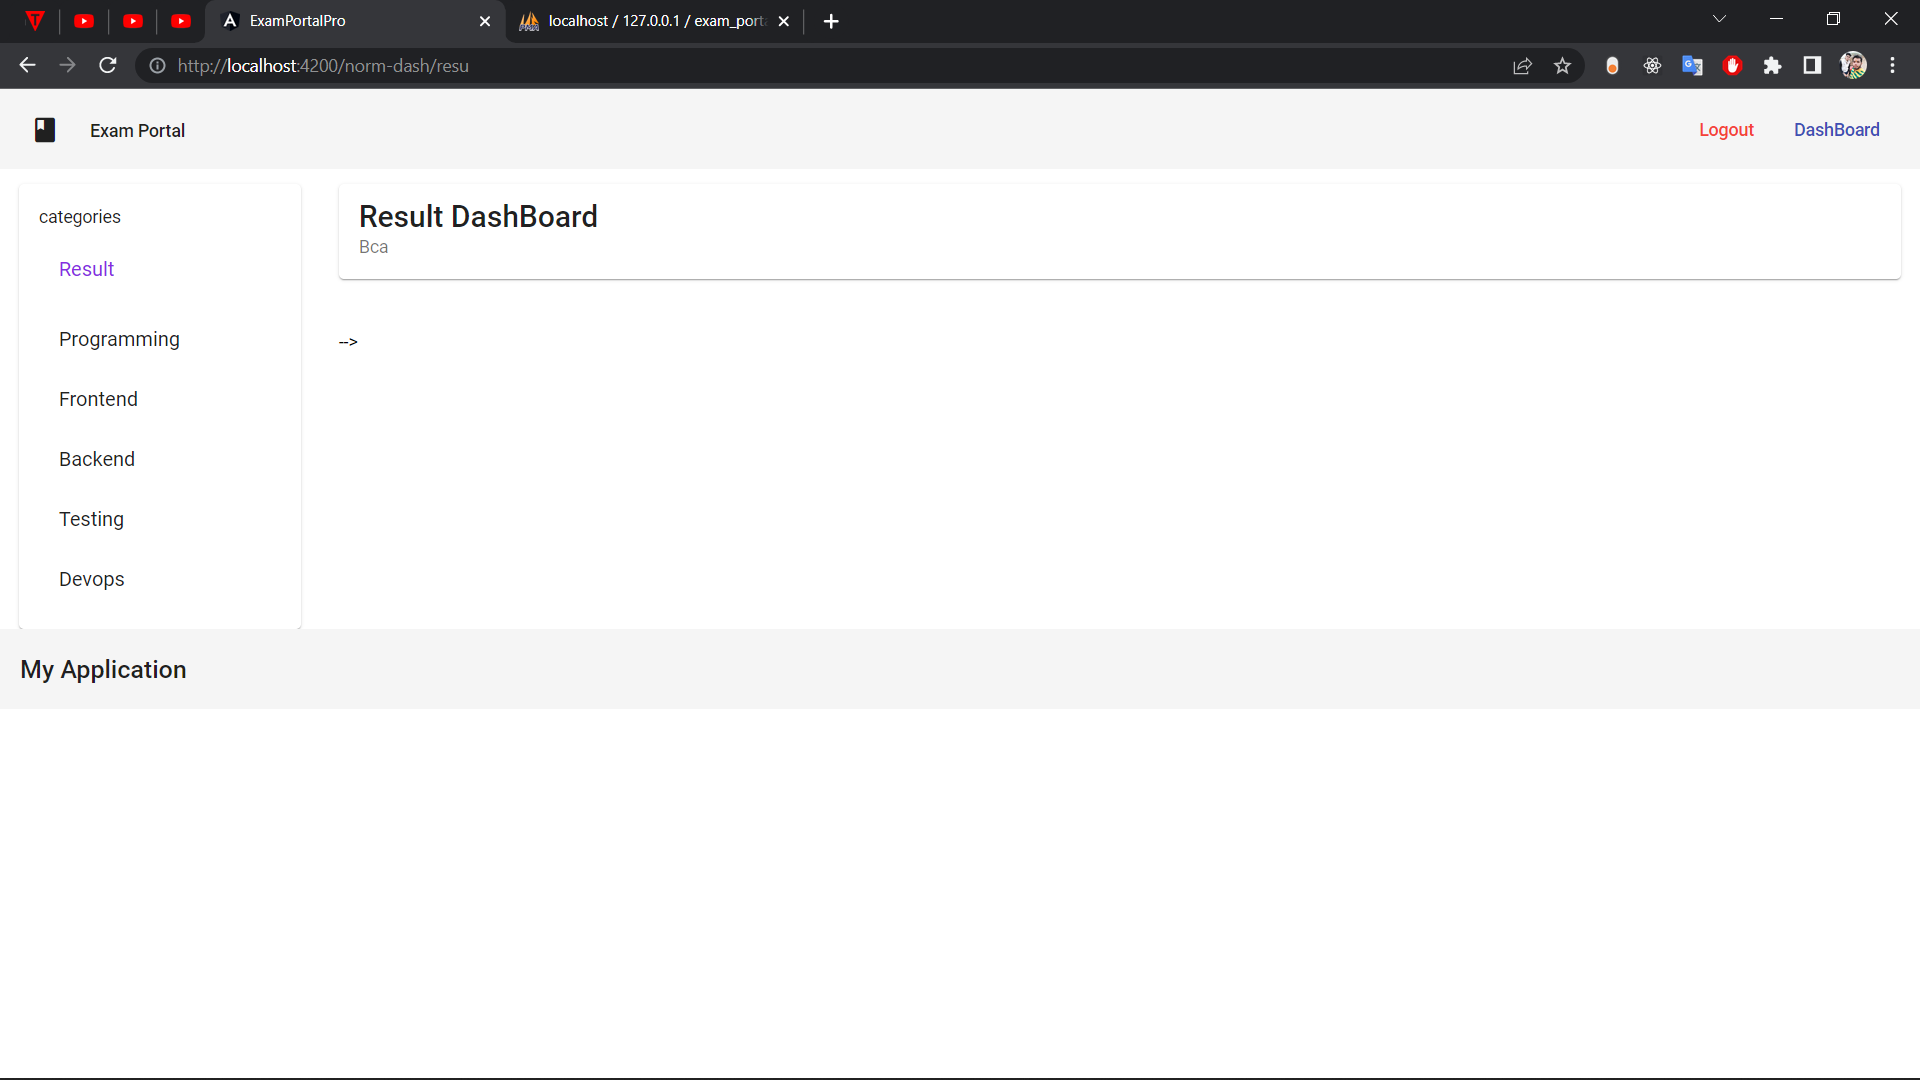 ExamPortalPro
localhost / 127.0.0.1 / exam_port
http://localhost:4200/norm-dash/resu
Exam Portal
Logout
DashBoard
categories
Result
Programming
Frontend
Backend
Testing
Devops
Result DashBoard
Bca
-->
My Application